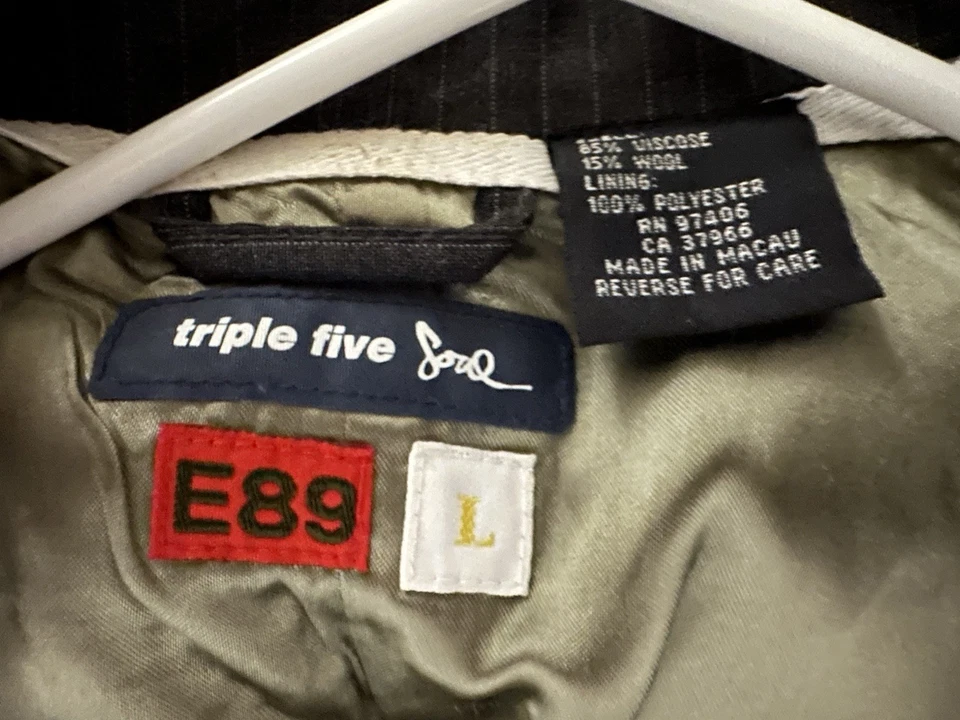 85% VISCOSE
15% WOOL
LINING:
100% POLYESTER
RN 97406
CA 37966
MADE IN MACAU
REVERSE FOR CARE
triple five Soul
E89
L